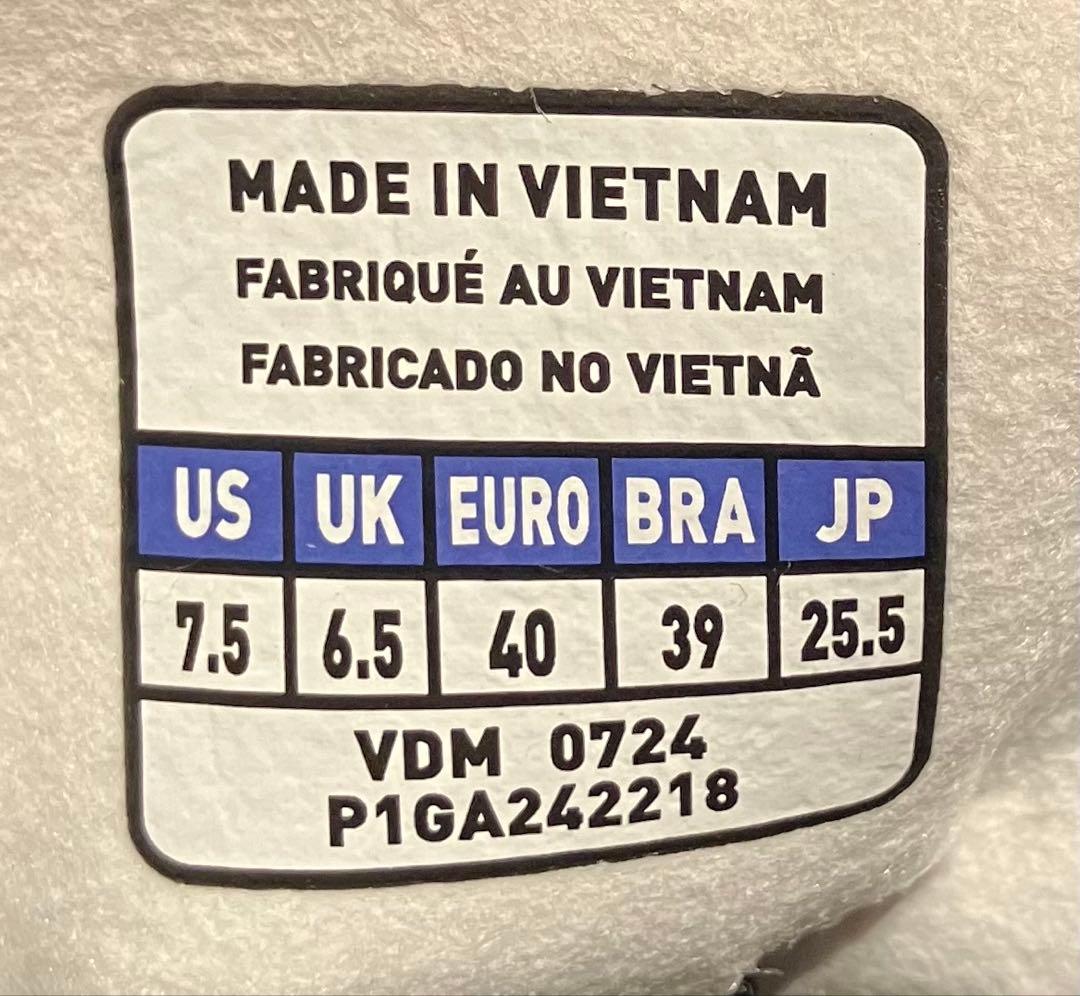 MADE IN VIETNAM
FABRIQUÉ AU VIETNAM
FABRICADO NO VIETNÃ
US UK EURO BRA JP
7.5 6.5 40 39 25.5
VDM 0724
P1GA242218